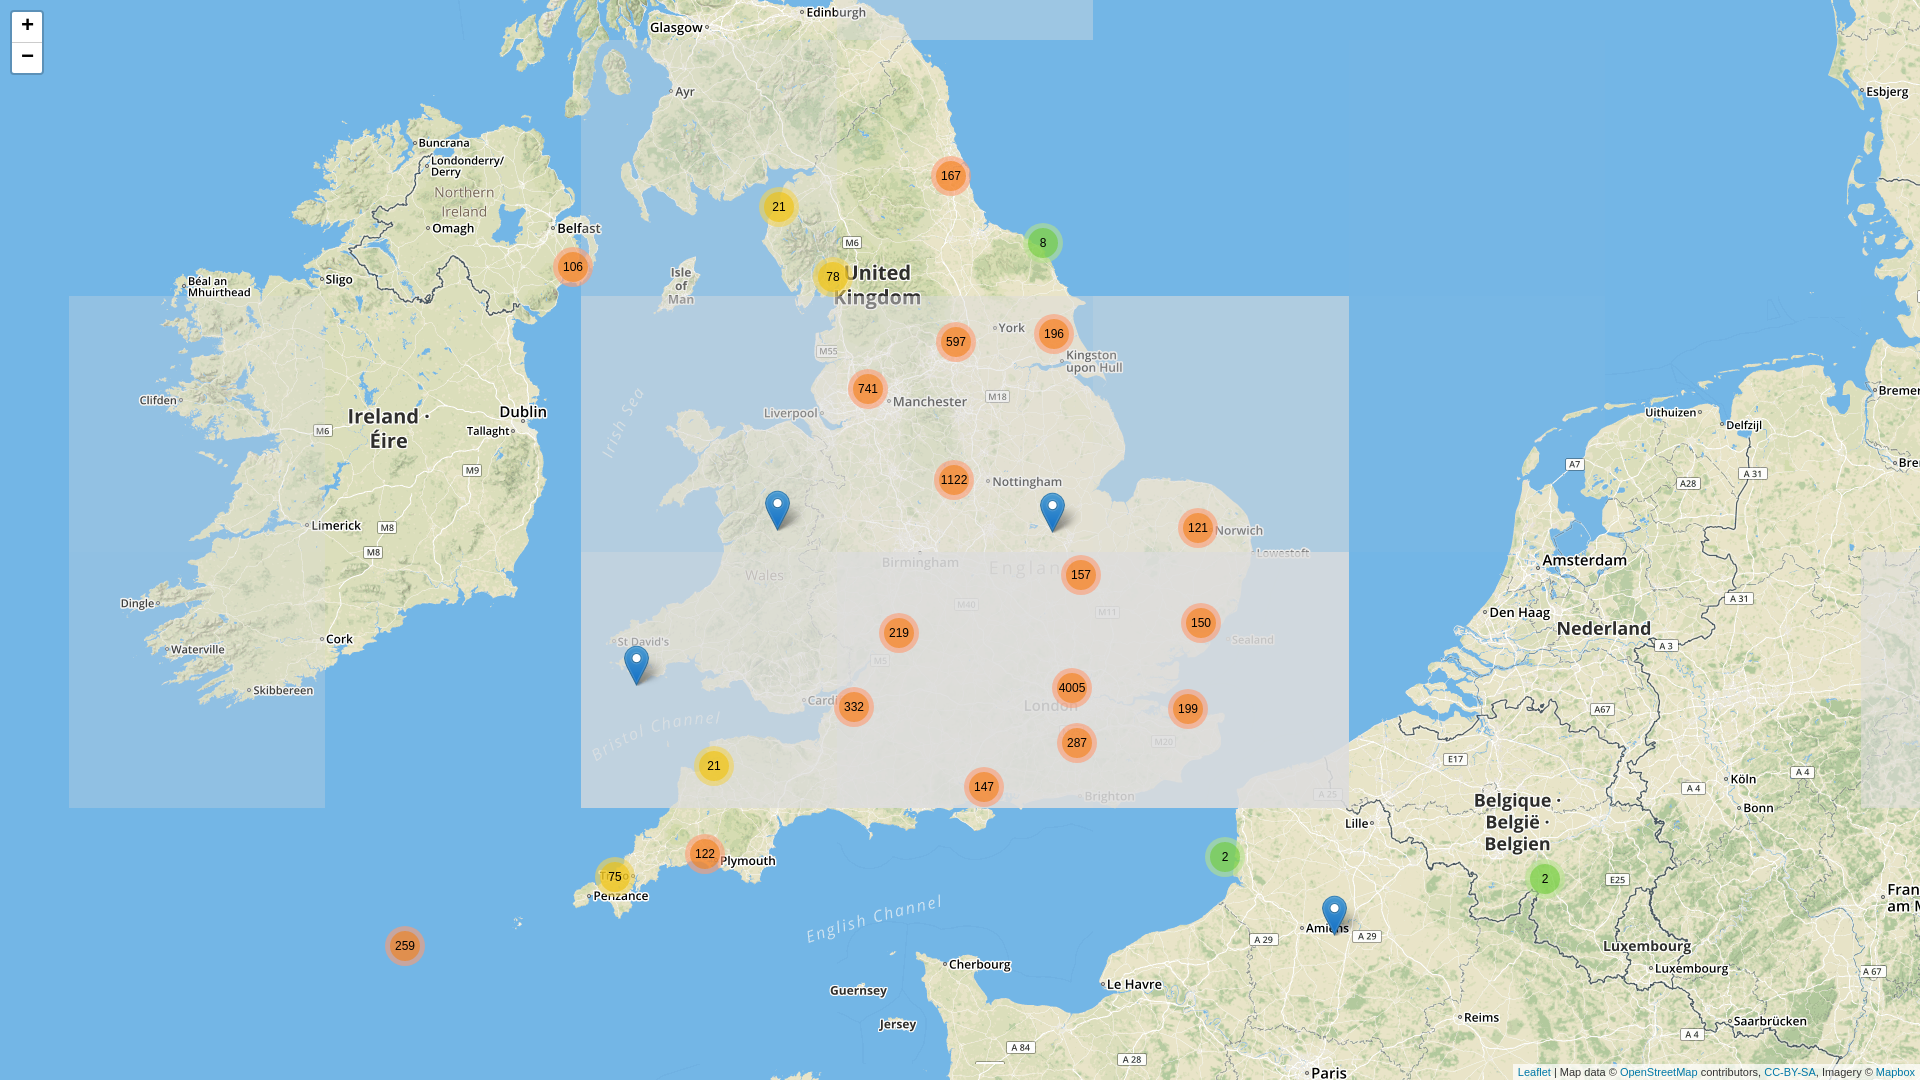 +
−
Edinburgh
Glasgow
Ayr
Esbjerg
Buncrana
Londonderry/
Derry
167
Northern
Ireland
21
Omagh
Belfast
M6
8
106
Isle
of
Man
78
United
Kingdom
Sligo
Béal an
Mhuirthead
York
196
597
M55
Kingston
upon Hull
741
Bremer
Clifden
M18
Manchester
Irish Sea
Liverpool
Uithuizen
Delfzijl
Ireland ·
Éire
Dublin
Tallaght
M6
M9
A7
A 31
Bre
1122
Nottingham
A28
Limerick
M8
121
Norwich
M8
Lowestoft
Birmingham
England
Amsterdam
Wales
157
Dingle
M40
M11
A 31
Den Haag
150
Nederland
Cork
St David's
219
Sealand
A 3
Waterville
M5
Skibbereen
4005
Cardi
332
London
199
A67
Bristol Channel
287
M20
E17
21
A 4
Köln
147
Brighton
A 25
A 4
Belgique ·
België ·
Belgien
Bonn
Lille
122
Plymouth
2
75
2
E25
Penzance
Fran
am M
English Channel
Amiens
A 29
A 29
259
Luxembourg
Cherbourg
Luxembourg
A 67
Le Havre
Guernsey
Reims
Jersey
Saarbrücken
A 4
A 84
A 28
Paris
Leaflet | Map data © OpenStreetMap contributors, CC-BY-SA, Imagery © Mapbox